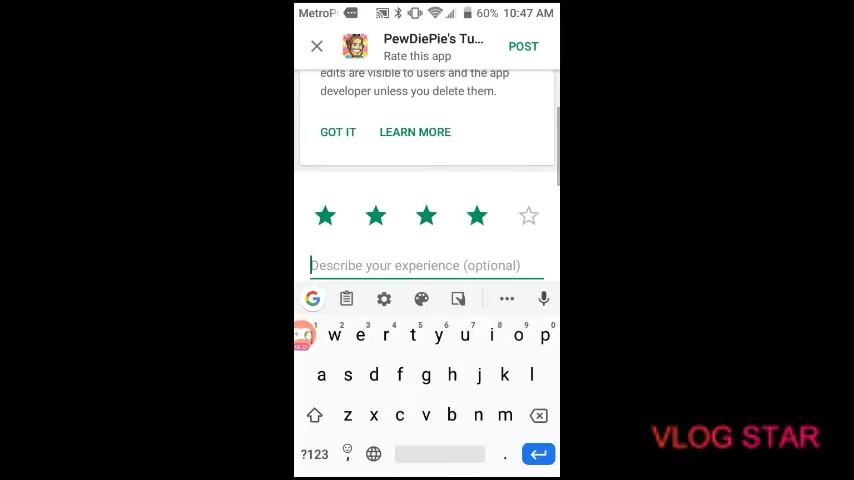 MetroP
60% 10:47 AM
PewDiePie's Tu...
Rate this app
POST
edits are visible to users and the app
developer unless you delete them.
GOT IT LEARN MORE
Describe your experience (optional)
1 2 3 4 5 6 7 8 9 0
w e r t y u i o p
a s d f g h j k l
z x c v b n m
?123 , .
VLOG STAR